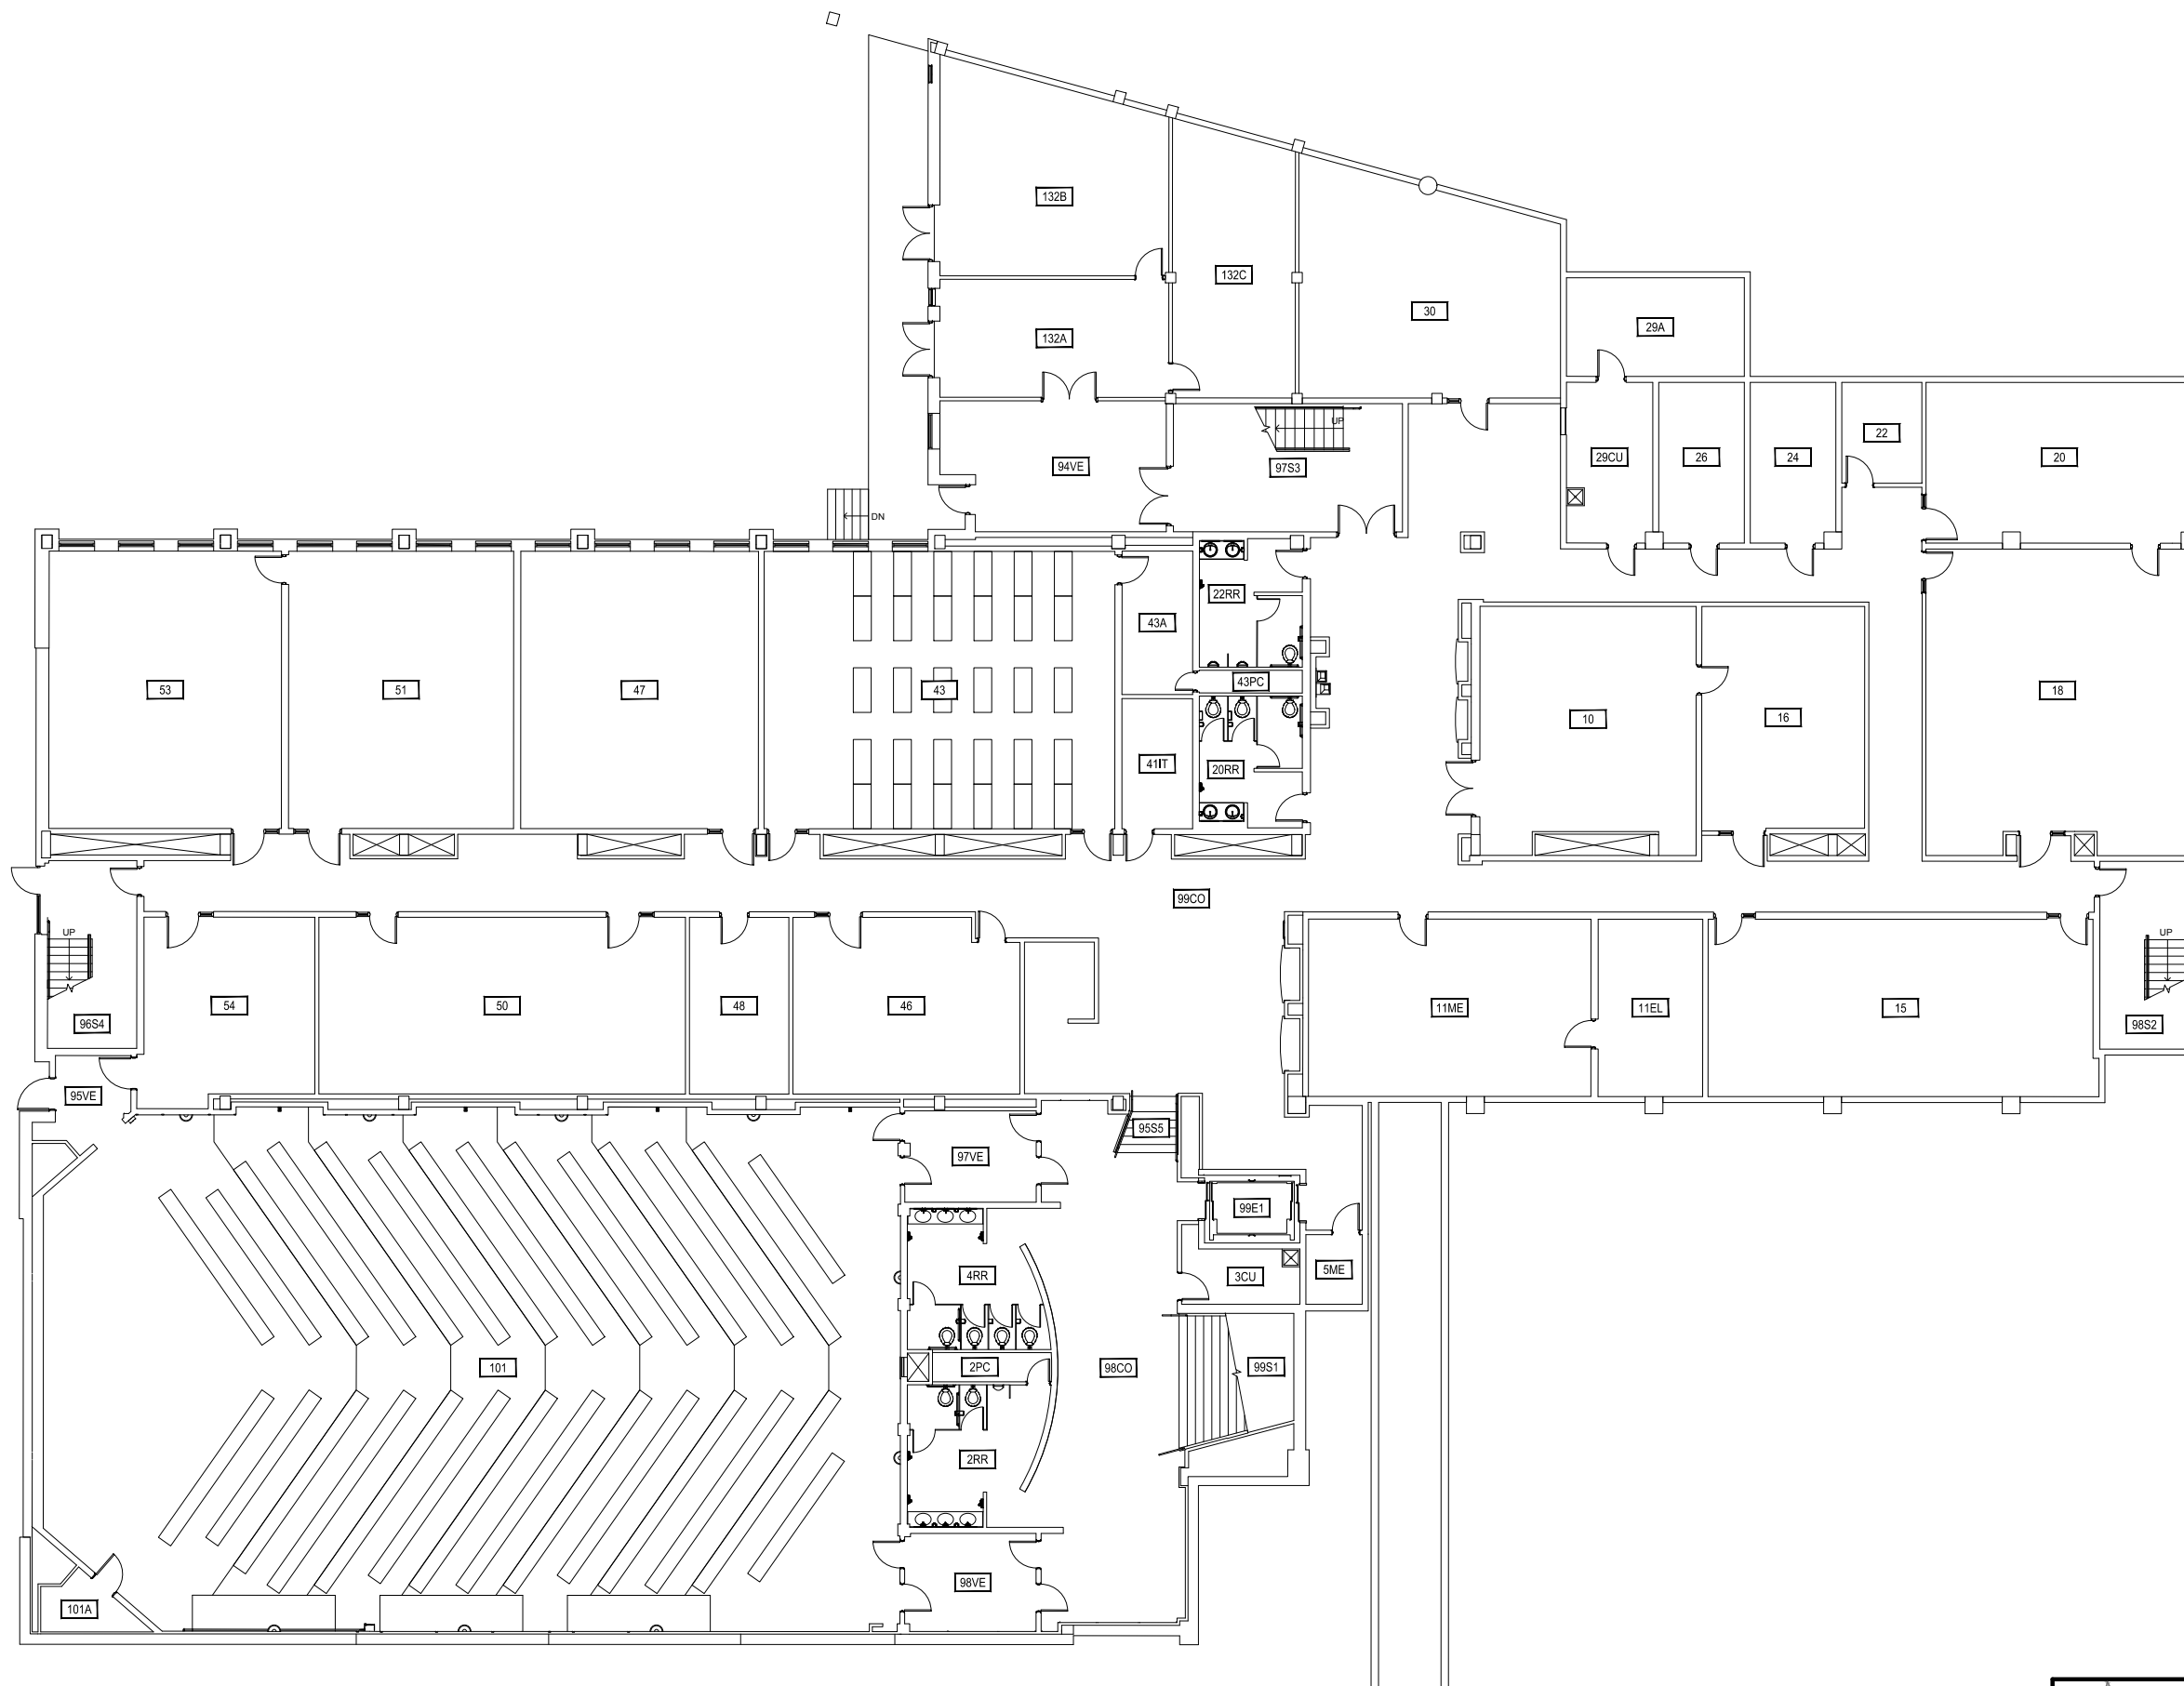 132B
132C
30
29A
132A
22
29CU
26
24
20
94VE
97S3
UP
DN
22RR
43A
43PC
53
51
47
43
10
16
18
41IT
20RR
99CO
UP
UP
54
50
48
46
11ME
11EL
15
96S4
98S2
95VE
95S5
97VE
99E1
4RR
3CU
5ME
101
2PC
98CO
99S1
2RR
98VE
101A